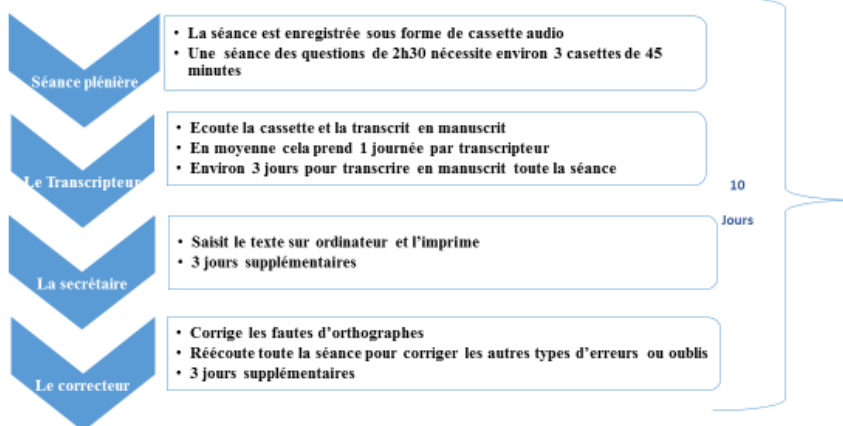 Séance plénière
• La séance est enregistrée sous forme de cassette audio
• Une séance des questions de 2h30 nécessite environ 3 casettes de 45
minutes
Le Transcripteur
• Ecoute la cassette et la transcrit en manuscrit
• En moyenne cela prend 1 journée par transcripteur
• Environ 3 jours pour transcrire en manuscrit toute la séance
La secrétaire
• Saisit le texte sur ordinateur et l’imprime
• 3 jours supplémentaires
Le correcteur
• Corrige les fautes d’orthographes
• Réécoute toute la séance pour corriger les autres types d’erreurs ou oublis
• 3 jours supplémentaires
10
Jours